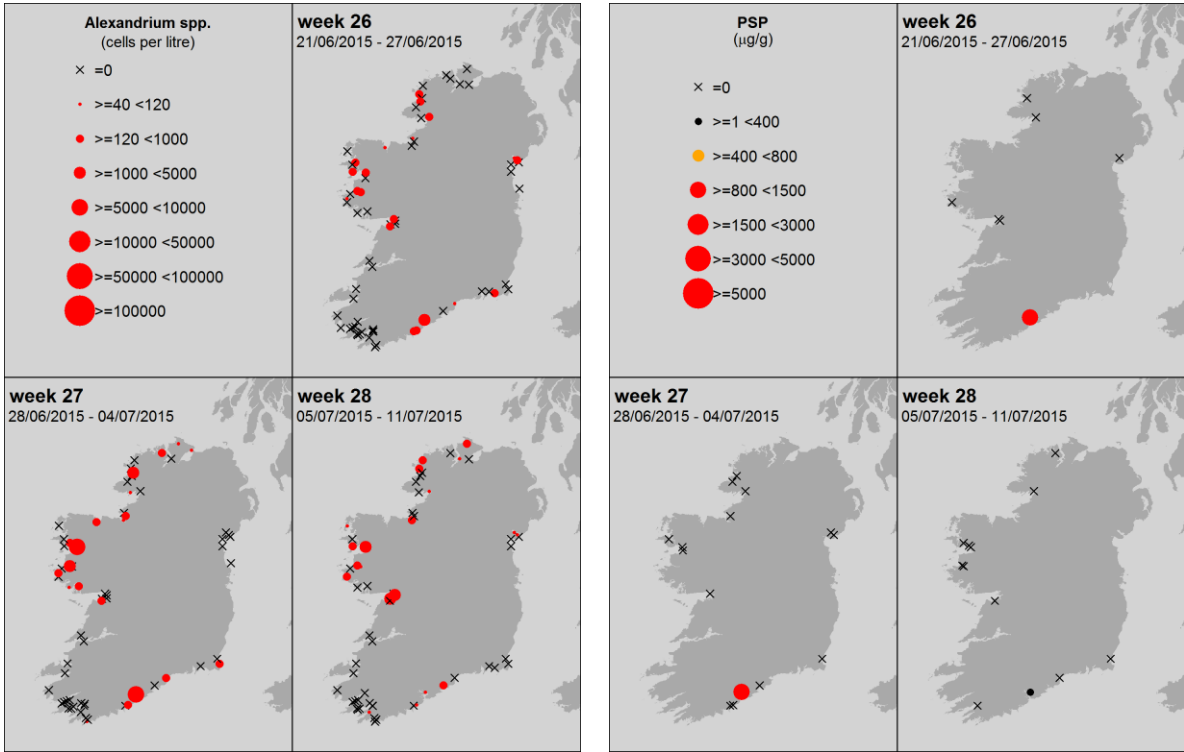 Alexandrium spp.
(cells per litre)
=0
>=40 <120
>=120 <1000
>=1000 <5000
>=5000 <10000
>=10000 <50000
>=50000 <100000
>=100000
week 26
21/06/2015 - 27/06/2015
week 27
28/06/2015 - 04/07/2015
week 28
05/07/2015 - 11/07/2015
PSP
(µg/g)
=0
>=1 <400
>=400 <800
>=800 <1500
>=1500 <3000
>=3000 <5000
>=5000
week 26
21/06/2015 - 27/06/2015
week 27
28/06/2015 - 04/07/2015
week 28
05/07/2015 - 11/07/2015